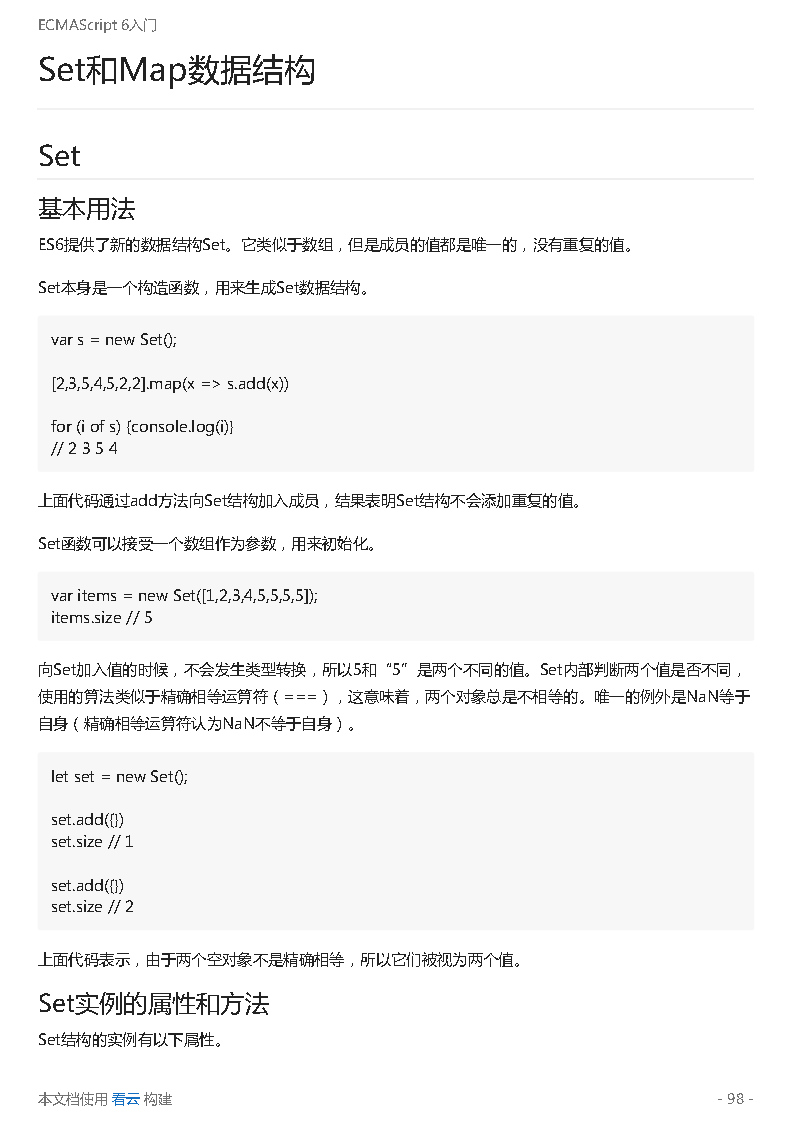 ECMAScript 6入门
Set和Map数据结构
Set
基本用法
ES6提供了新的数据结构Set。它类似于数组，但是成员的值都是唯一的，没有重复的值。
Set本身是一个构造函数，用来生成Set数据结构。
var s = new Set();
[2,3,5,4,5,2,2].map(x => s.add(x))
for (i of s) {console.log(i)}
// 2 3 5 4
上面代码通过add方法向Set结构加入成员，结果表明Set结构不会添加重复的值。
Set函数可以接受一个数组作为参数，用来初始化。
var items = new Set([1,2,3,4,5,5,5,5]);
items.size // 5
向Set加入值的时候，不会发生类型转换，所以5和“5”是两个不同的值。Set内部判断两个值是否不同，
使用的算法类似于精确相等运算符（===），这意味着，两个对象总是不相等的。唯一的例外是NaN等于
自身（精确相等运算符认为NaN不等于自身）。
let set = new Set();
set.add({})
set.size // 1
set.add({})
set.size // 2
上面代码表示，由于两个空对象不是精确相等，所以它们被视为两个值。
Set实例的属性和方法
Set结构的实例有以下属性。
本文档使用 看云 构建
- 98 -